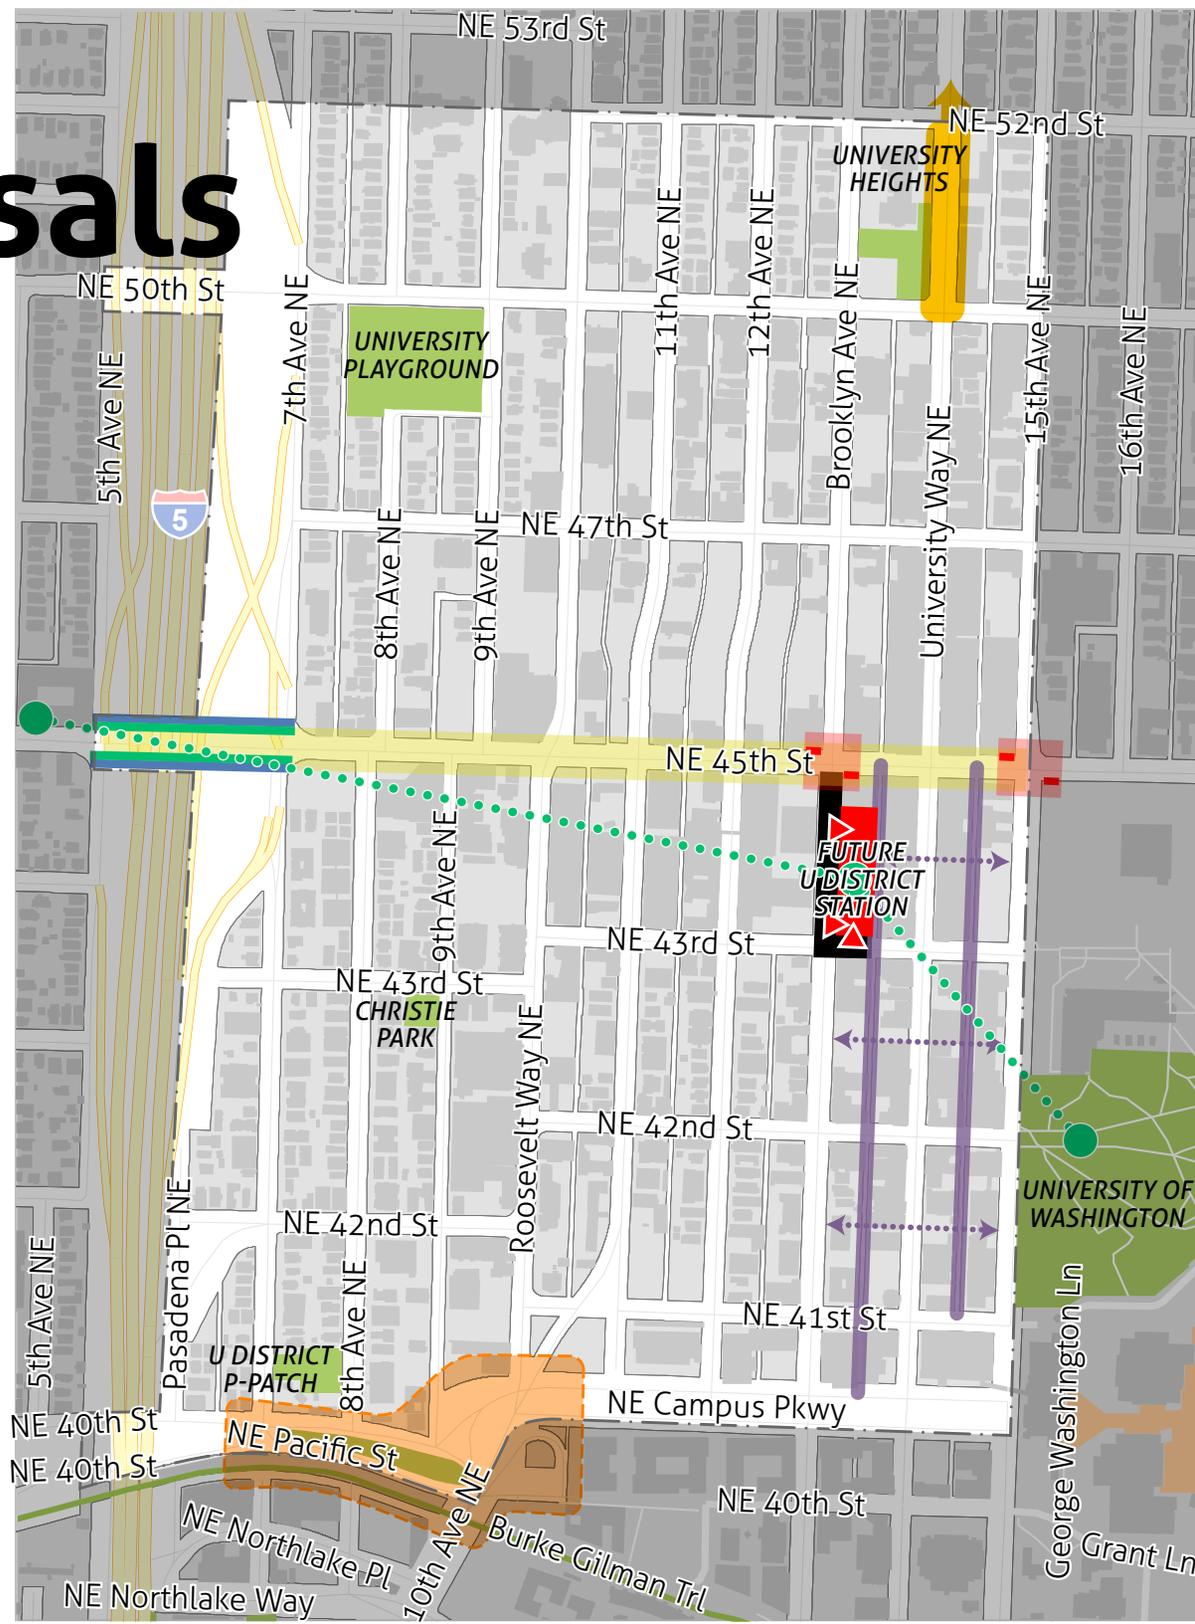 NE 53rd St
NE 52nd St
UNIVERSITY
HEIGHTS
sals
NE 50th St
7th Ave NE
11th Ave NE
12th Ave NE
Brooklyn Ave NE
15th Ave NE
16th Ave NE
UNIVERSITY
PLAYGROUND
5th Ave NE
University Way NE
5
NE 47th St
8th Ave NE
9th Ave NE
NE 45th St
9th Ave NE
FUTURE
U DISTRICT
STATION
NE 43rd St
NE 43rd St
CHRISTIE
PARK
Roosevelt Way NE
NE 42nd St
UNIVERSITY OF
WASHINGTON
Pasadena Pl NE
NE 42nd St
5th Ave NE
8th Ave NE
George Washington Ln
NE 41st St
U DISTRICT
P-PATCH
NE Campus Pkwy
NE 40th St
NE Pacific St
NE 40th St
10th Ave NE
NE 40th St
NE Northlake Pl
Burke Gilman Trl
Grant Ln
NE Northlake Way